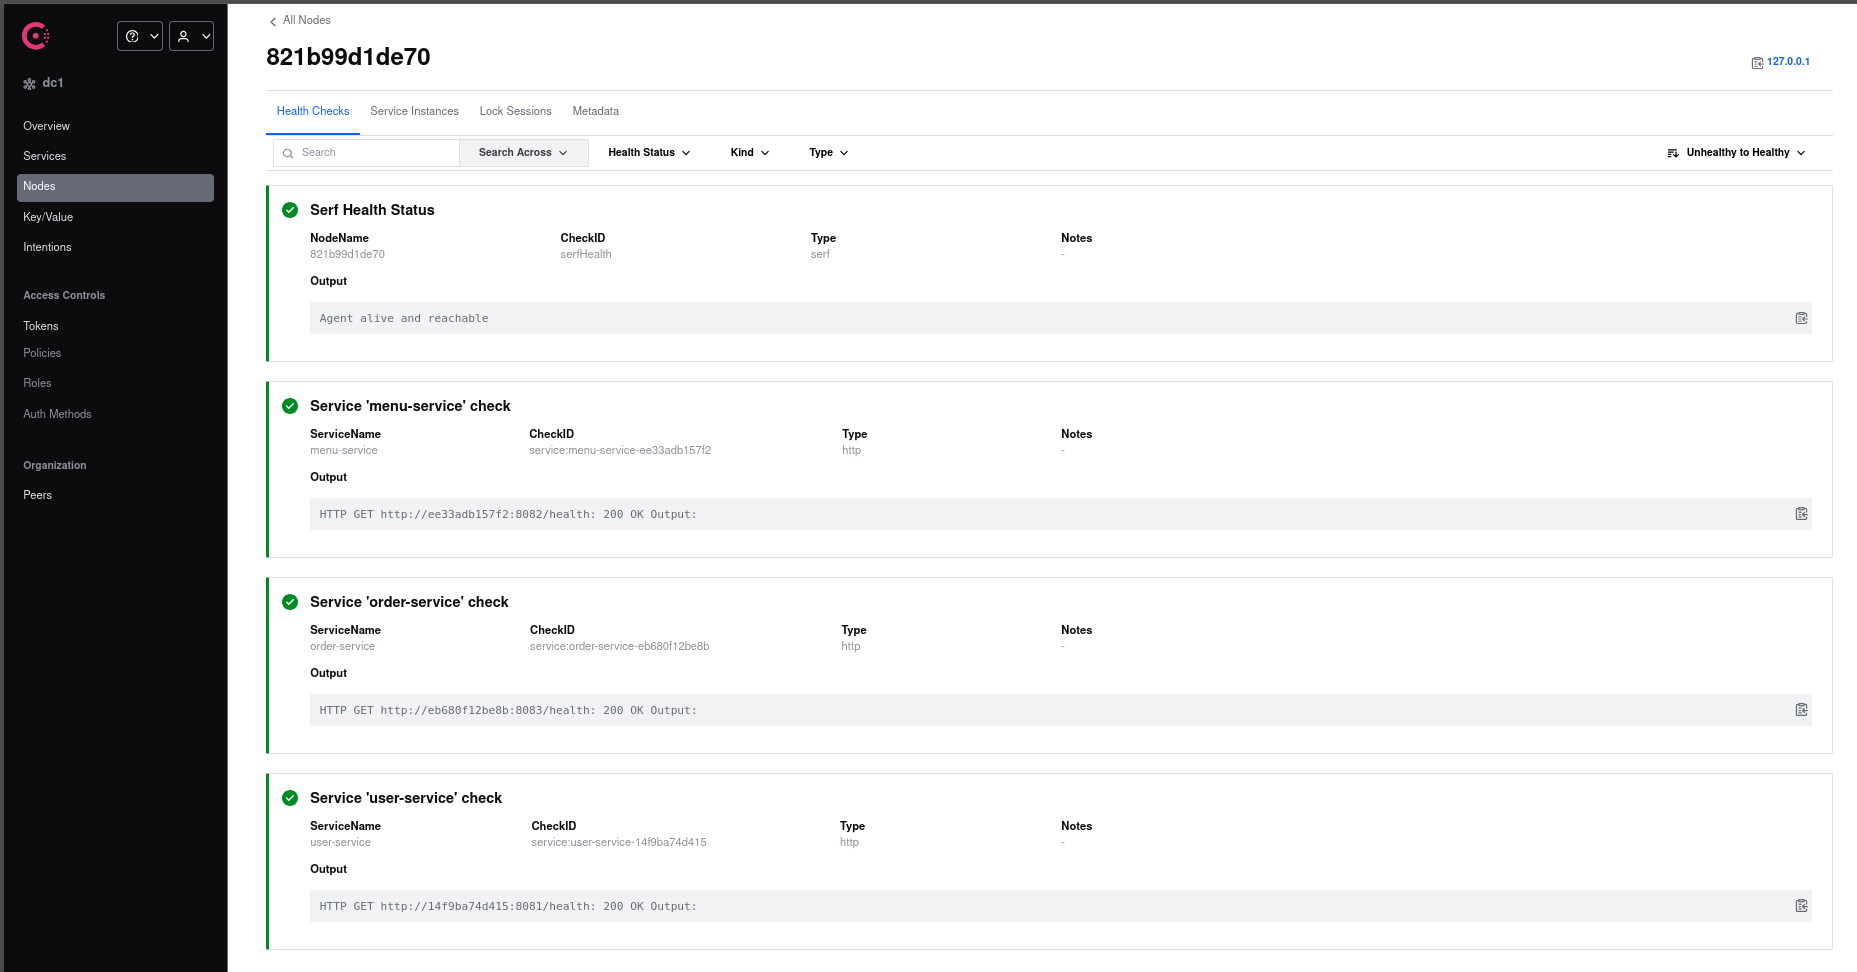 All Nodes
821b99d1de70
127.0.0.1
dc1
Overview
Services
Nodes
Key/Value
Intentions
Access Controls
Tokens
Policies
Roles
Auth Methods
Organization
Peers
Health Checks Service Instances Lock Sessions Metadata
Search Search Across Health Status Kind Type Unhealthy to Healthy
Serf Health Status
NodeName CheckID Type Notes
821b99d1de70 serfHealth serf -
Output
Agent alive and reachable
Service 'menu-service' check
ServiceName CheckID Type Notes
menu-service service:menu-service-ee33adb157f2 http -
Output
HTTP GET http://ee33adb157f2:8082/health: 200 OK Output:
Service 'order-service' check
ServiceName CheckID Type Notes
order-service service:order-service-eb680f12be8b http -
Output
HTTP GET http://eb680f12be8b:8083/health: 200 OK Output:
Service 'user-service' check
ServiceName CheckID Type Notes
user-service service:user-service-14f9ba74d415 http -
Output
HTTP GET http://14f9ba74d415:8081/health: 200 OK Output: